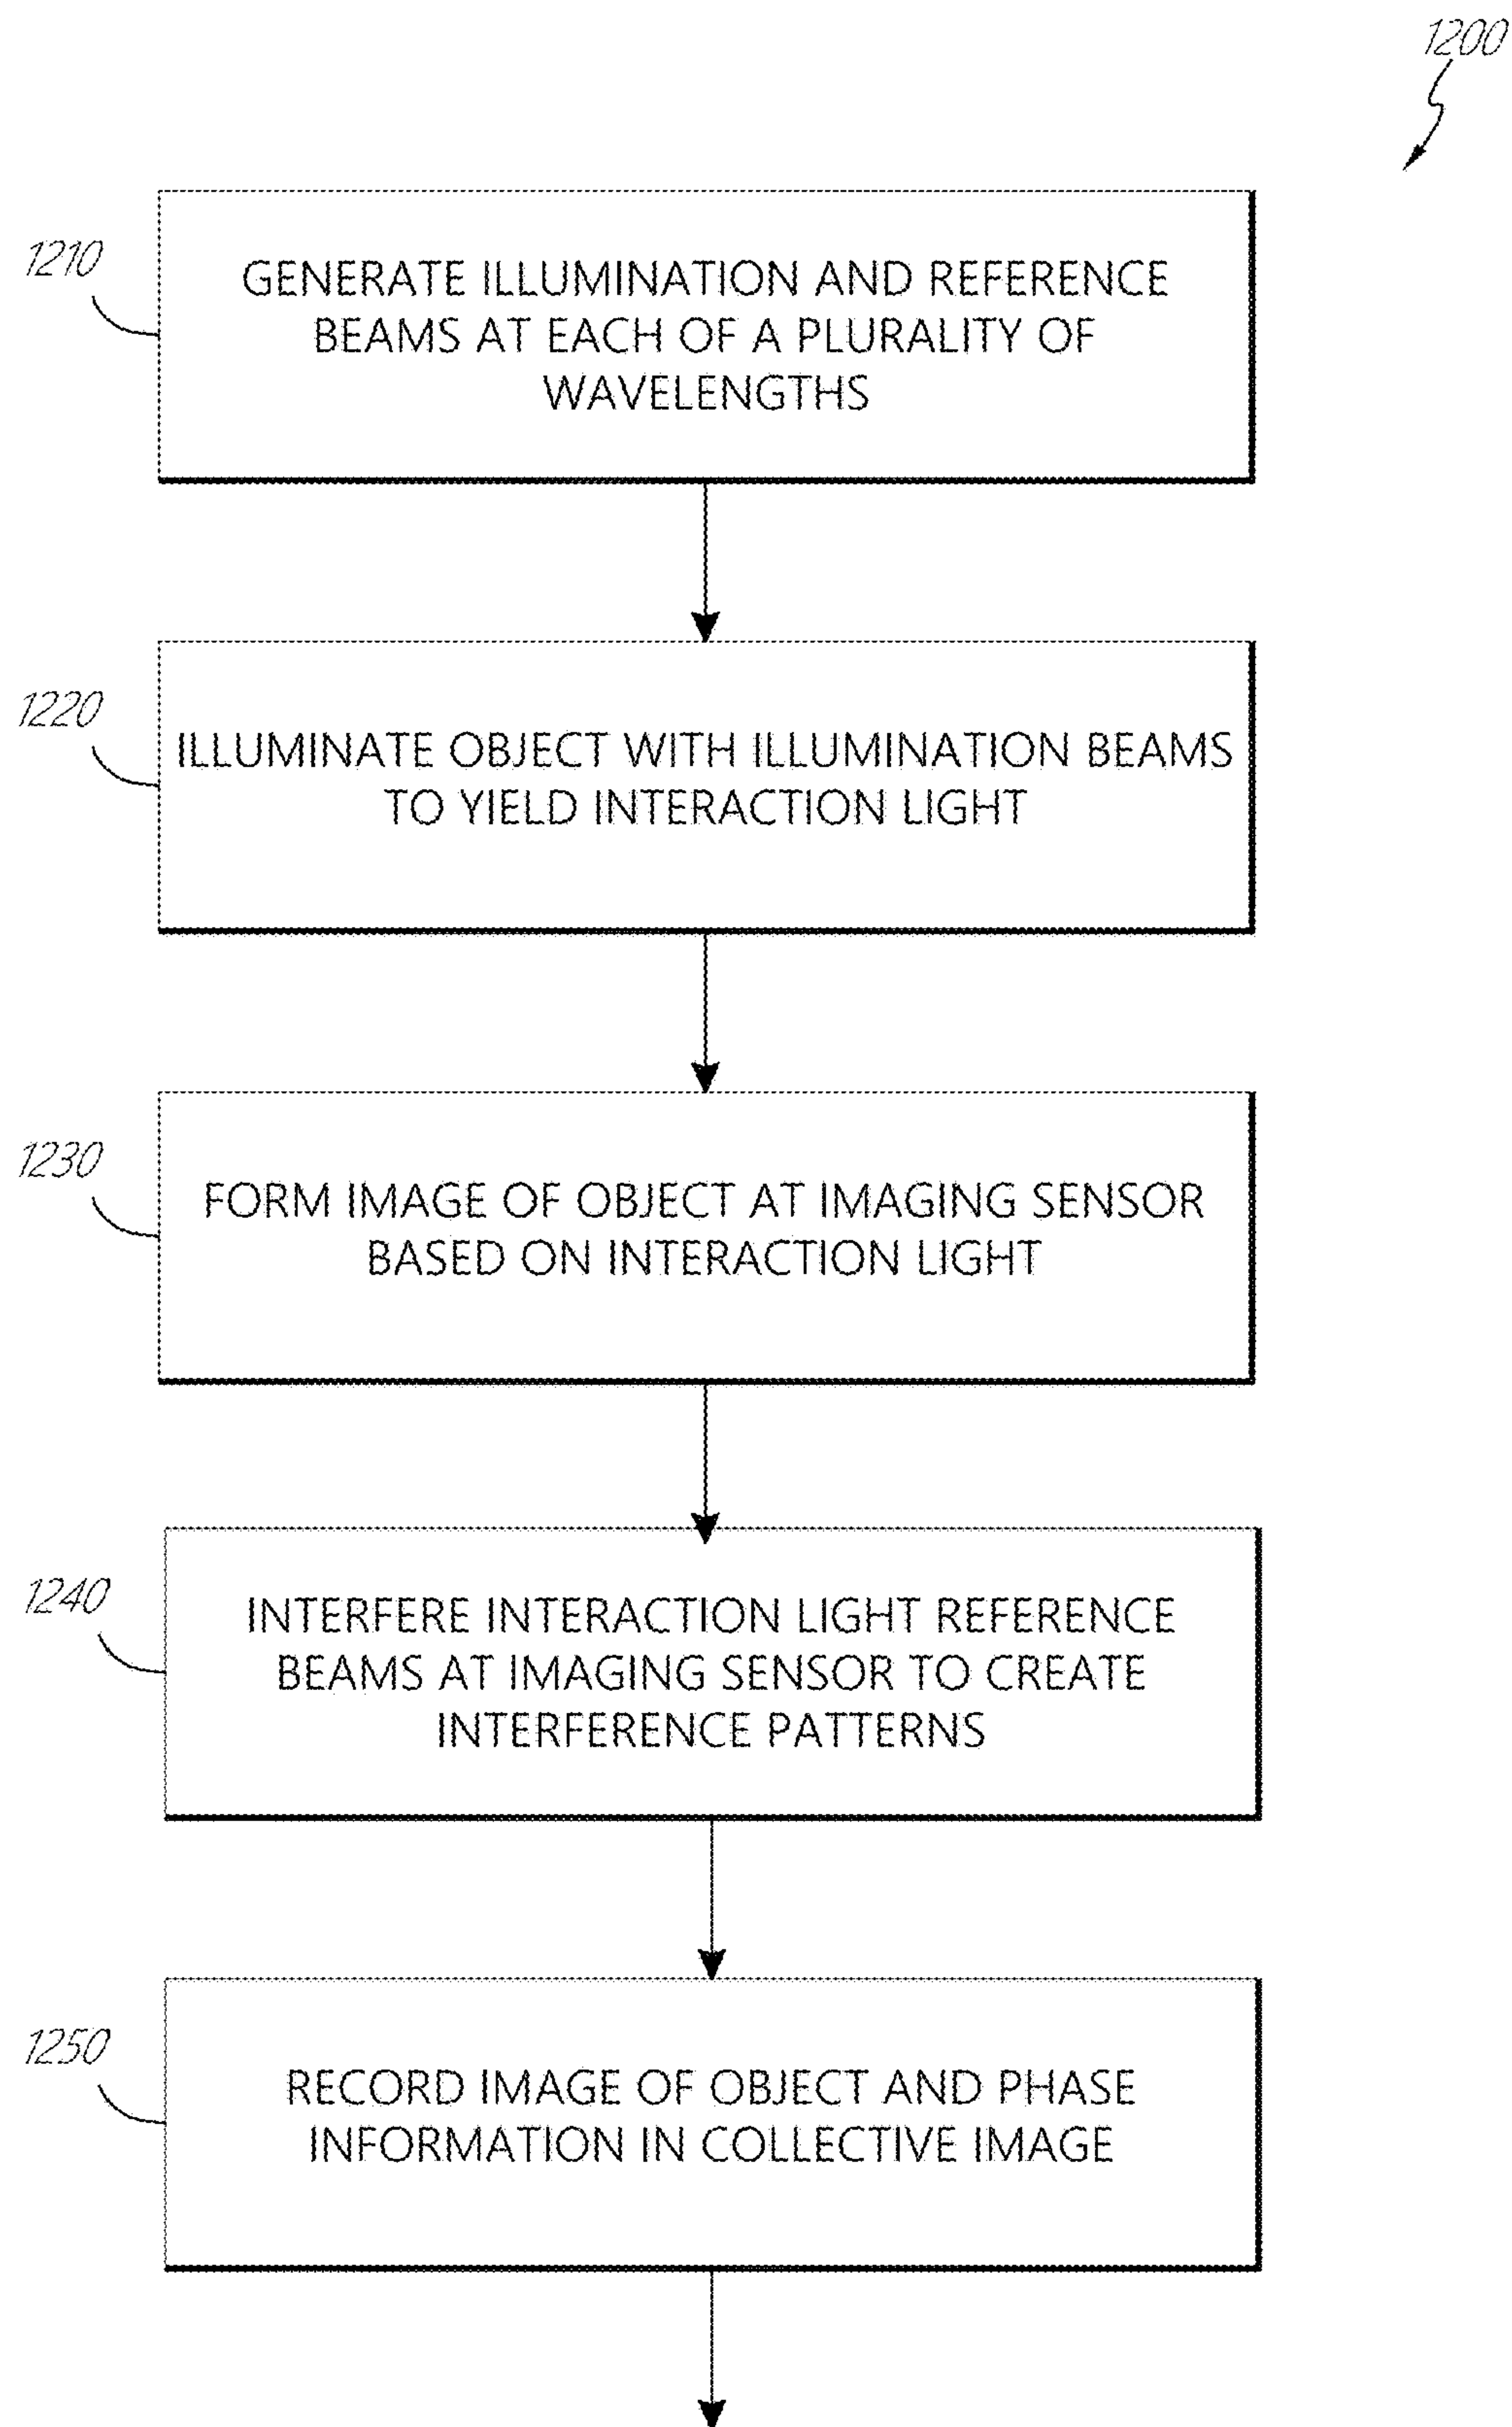 1200
1210
GENERATE ILLUMINATION AND REFERENCE
BEAMS AT EACH OF A PLURALITY OF
WAVELENGTHS
1220
ILLUMINATE OBJECT WITH ILLUMINATION BEAMS
TO YIELD INTERACTION LIGHT
1230
FORM IMAGE OF OBJECT AT IMAGING SENSOR
BASED ON INTERACTION LIGHT
1240
INTERFERE INTERACTION LIGHT REFERENCE
BEAMS AT IMAGING SENSOR TO CREATE
INTERFERENCE PATTERNS
1250
RECORD IMAGE OF OBJECT AND PHASE
INFORMATION IN COLLECTIVE IMAGE